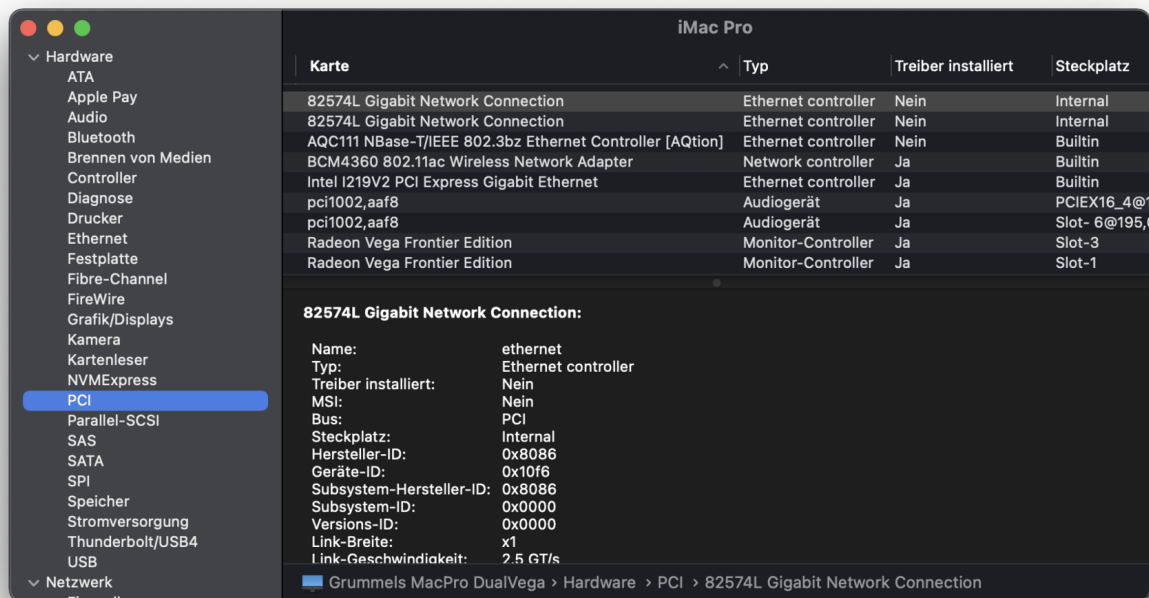 iMac Pro
Hardware
ATA
Apple Pay
Audio
Bluetooth
Brennen von Medien
Controller
Diagnose
Drucker
Ethernet
Festplatte
Fibre-Channel
FireWire
Grafik/Displays
Kamera
Kartenleser
NVMExpress
PCI
Parallel-SCSI
SAS
SATA
SPI
Speicher
Stromversorgung
Thunderbolt/USB4
USB
Netzwerk
Karte Typ Treiber installiert Steckplatz
82574L Gigabit Network Connection Ethernet controller Nein Internal
82574L Gigabit Network Connection Ethernet controller Nein Internal
AQC111 NBase-T/IEEE 802.3bz Ethernet Controller [AQtion] Ethernet controller Nein Builtin
BCM4360 802.11ac Wireless Network Adapter Network controller Ja Builtin
Intel I219V2 PCI Express Gigabit Ethernet Ethernet controller Ja Builtin
pci1002,aaf8 Audiogerät Ja PCIEX16_4@1
pci1002,aaf8 Audiogerät Ja Slot- 6@195,
Radeon Vega Frontier Edition Monitor-Controller Ja Slot-3
Radeon Vega Frontier Edition Monitor-Controller Ja Slot-1
82574L Gigabit Network Connection:
Name: ethernet
Typ: Ethernet controller
Treiber installiert: Nein
MSI: Nein
Bus: PCI
Steckplatz: Internal
Hersteller-ID: 0x8086
Geräte-ID: 0x10f6
Subsystem-Hersteller-ID: 0x8086
Subsystem-ID: 0x0000
Versions-ID: 0x0000
Link-Breite: x1
Link-Geschwindigkeit: 2.5 GT/s
Grummels MacPro DualVega › Hardware › PCI › 82574L Gigabit Network Connection